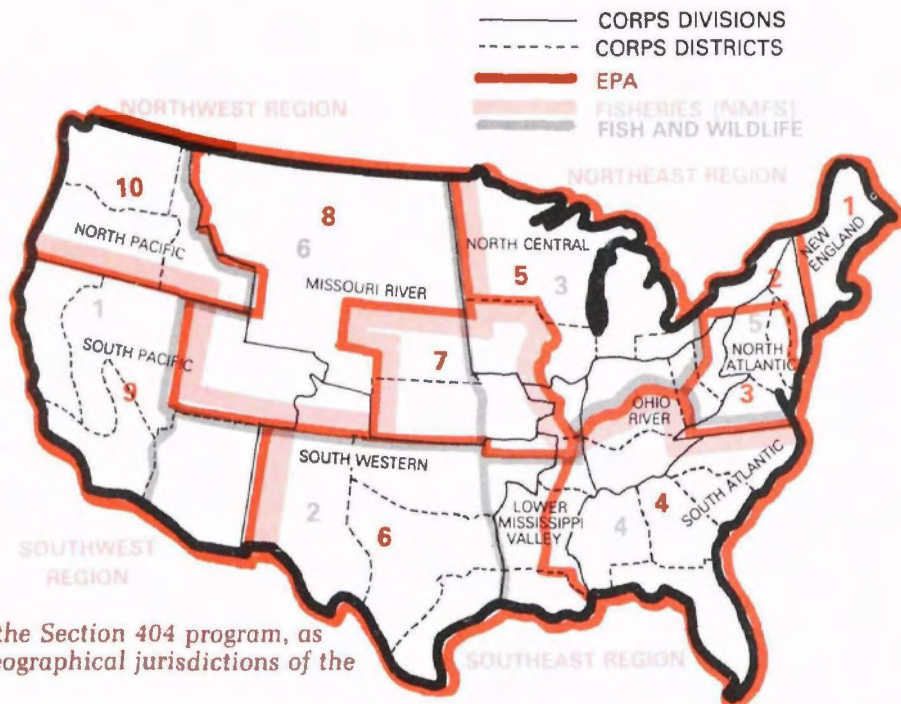 CORPS DIVISIONS
CORPS DISTRICTS
EPA
FISHERIES (NMFS)
FISH AND WILDLIFE
NORTHWEST REGION
NORTHEAST REGION
10
NORTH PACIFIC
8
6
MISSOURI RIVER
NORTH CENTRAL
5
3
1
NEW
ENGLAND
2
5
NORTH
ATLANTIC
3
1
SOUTH PACIFIC
9
7
OHIO
RIVER
SOUTH WESTERN
2
6
LOWER
MISSISSIPPI
VALLEY
4
4
SOUTH ATLANTIC
SOUTHWEST
REGION
SOUTHEAST REGION
the Section 404 program, as
eographical jurisdictions of the